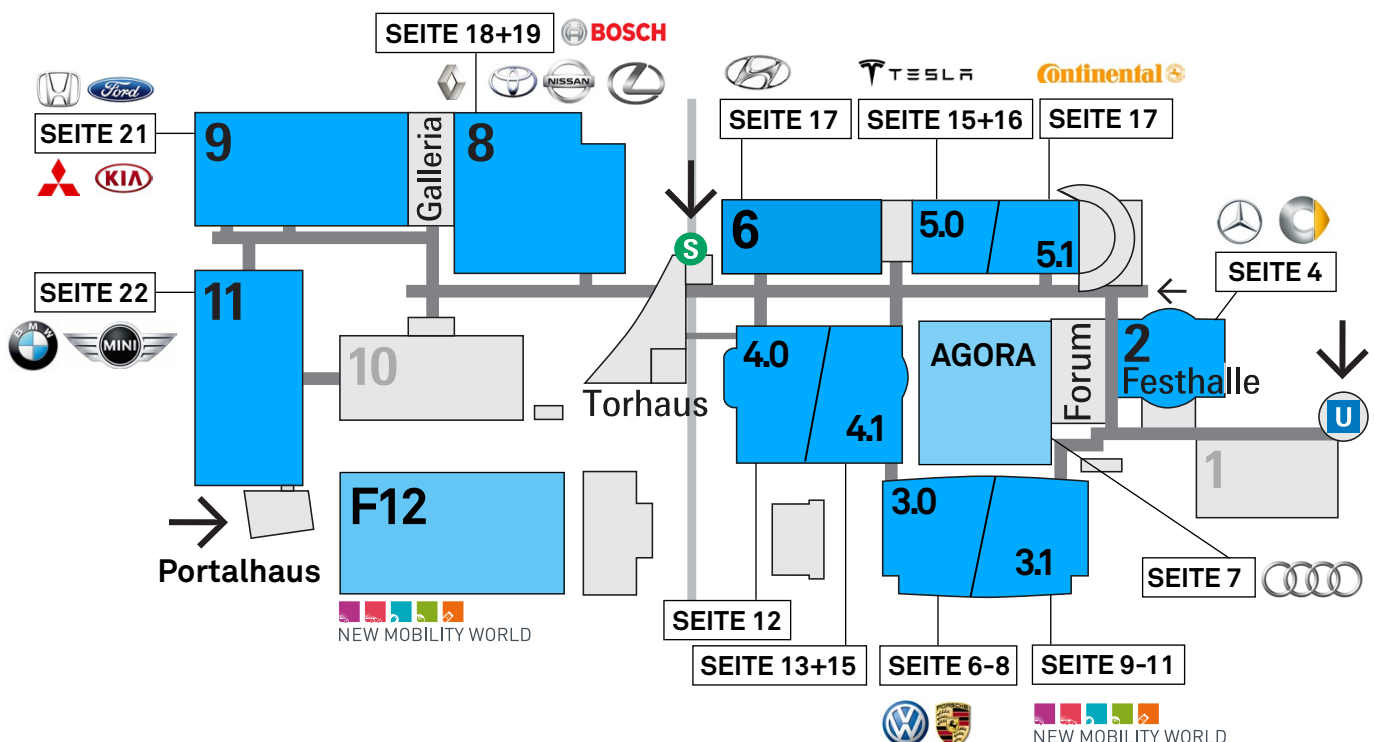 SEITE 18+19
BOSCH
NISSAN
Ford
SEITE 21
KIA
9
Galleria
8
TESLA
Continental
SEITE 17
SEITE 15+16
SEITE 17
6
5.0
5.1
S
SEITE 4
SEITE 22
BMW
MINI
11
10
Torhaus
4.0
4.1
AGORA
Forum
2
Festhalle
U
1
F12
Portalhaus
NEW MOBILITY WORLD
3.0
3.1
SEITE 7
SEITE 12
SEITE 13+15
SEITE 6-8
SEITE 9-11
PORSCHE
NEW MOBILITY WORLD